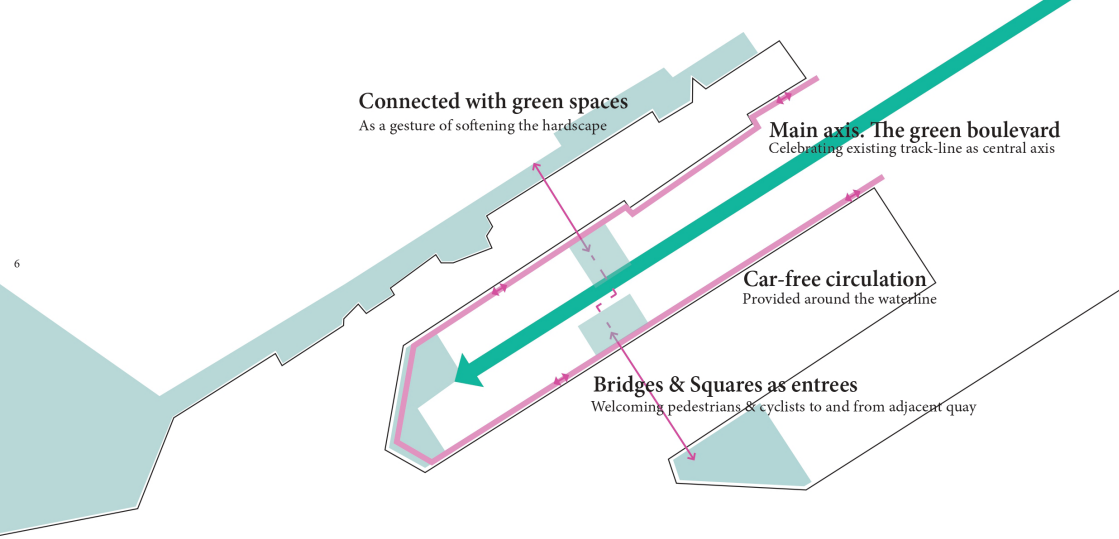 Connected with green spaces
As a gesture of softening the hardscape
Main axis. The green boulevard
Celebrating existing track-line as central axis
6
Car-free circulation
Provided around the waterline
Bridges & Squares as entrees
Welcoming pedestrians & cyclists to and from adjacent quay